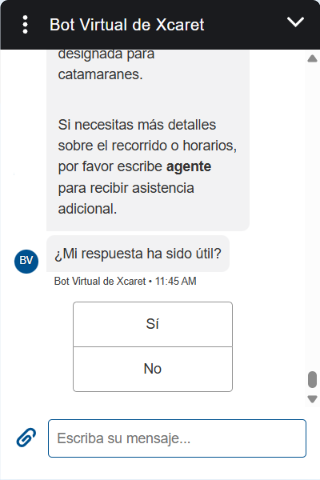 Bot Virtual de Xcaret
designada para
catamaranes.
Si necesitas más detalles
sobre el recorrido o horarios,
por favor escribe agente
para recibir asistencia
adicional.
BV
¿Mi respuesta ha sido útil?
Bot Virtual de Xcaret • 11:45 AM
Sí
No
Escriba su mensaje...